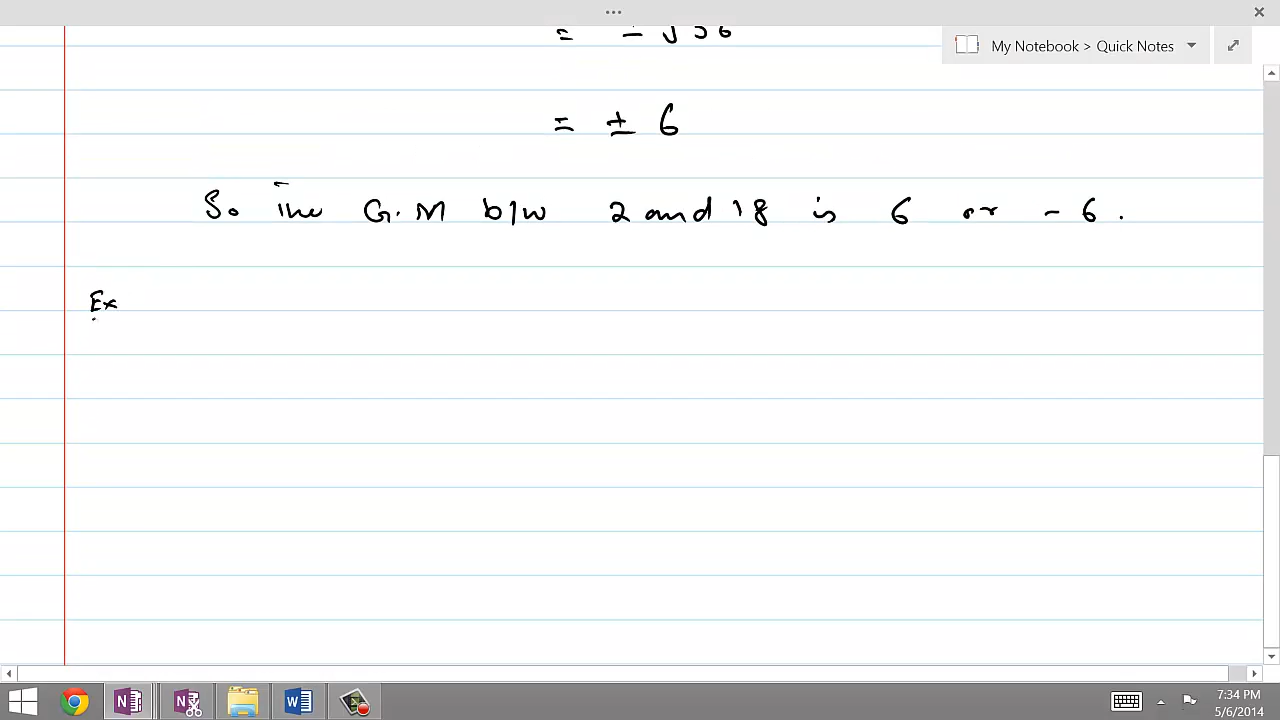 = ± √36
My Notebook > Quick Notes
= ± 6
So the G.M b/w 2 and 18 is 6 or - 6.
Ex
7:34 PM
5/6/2014